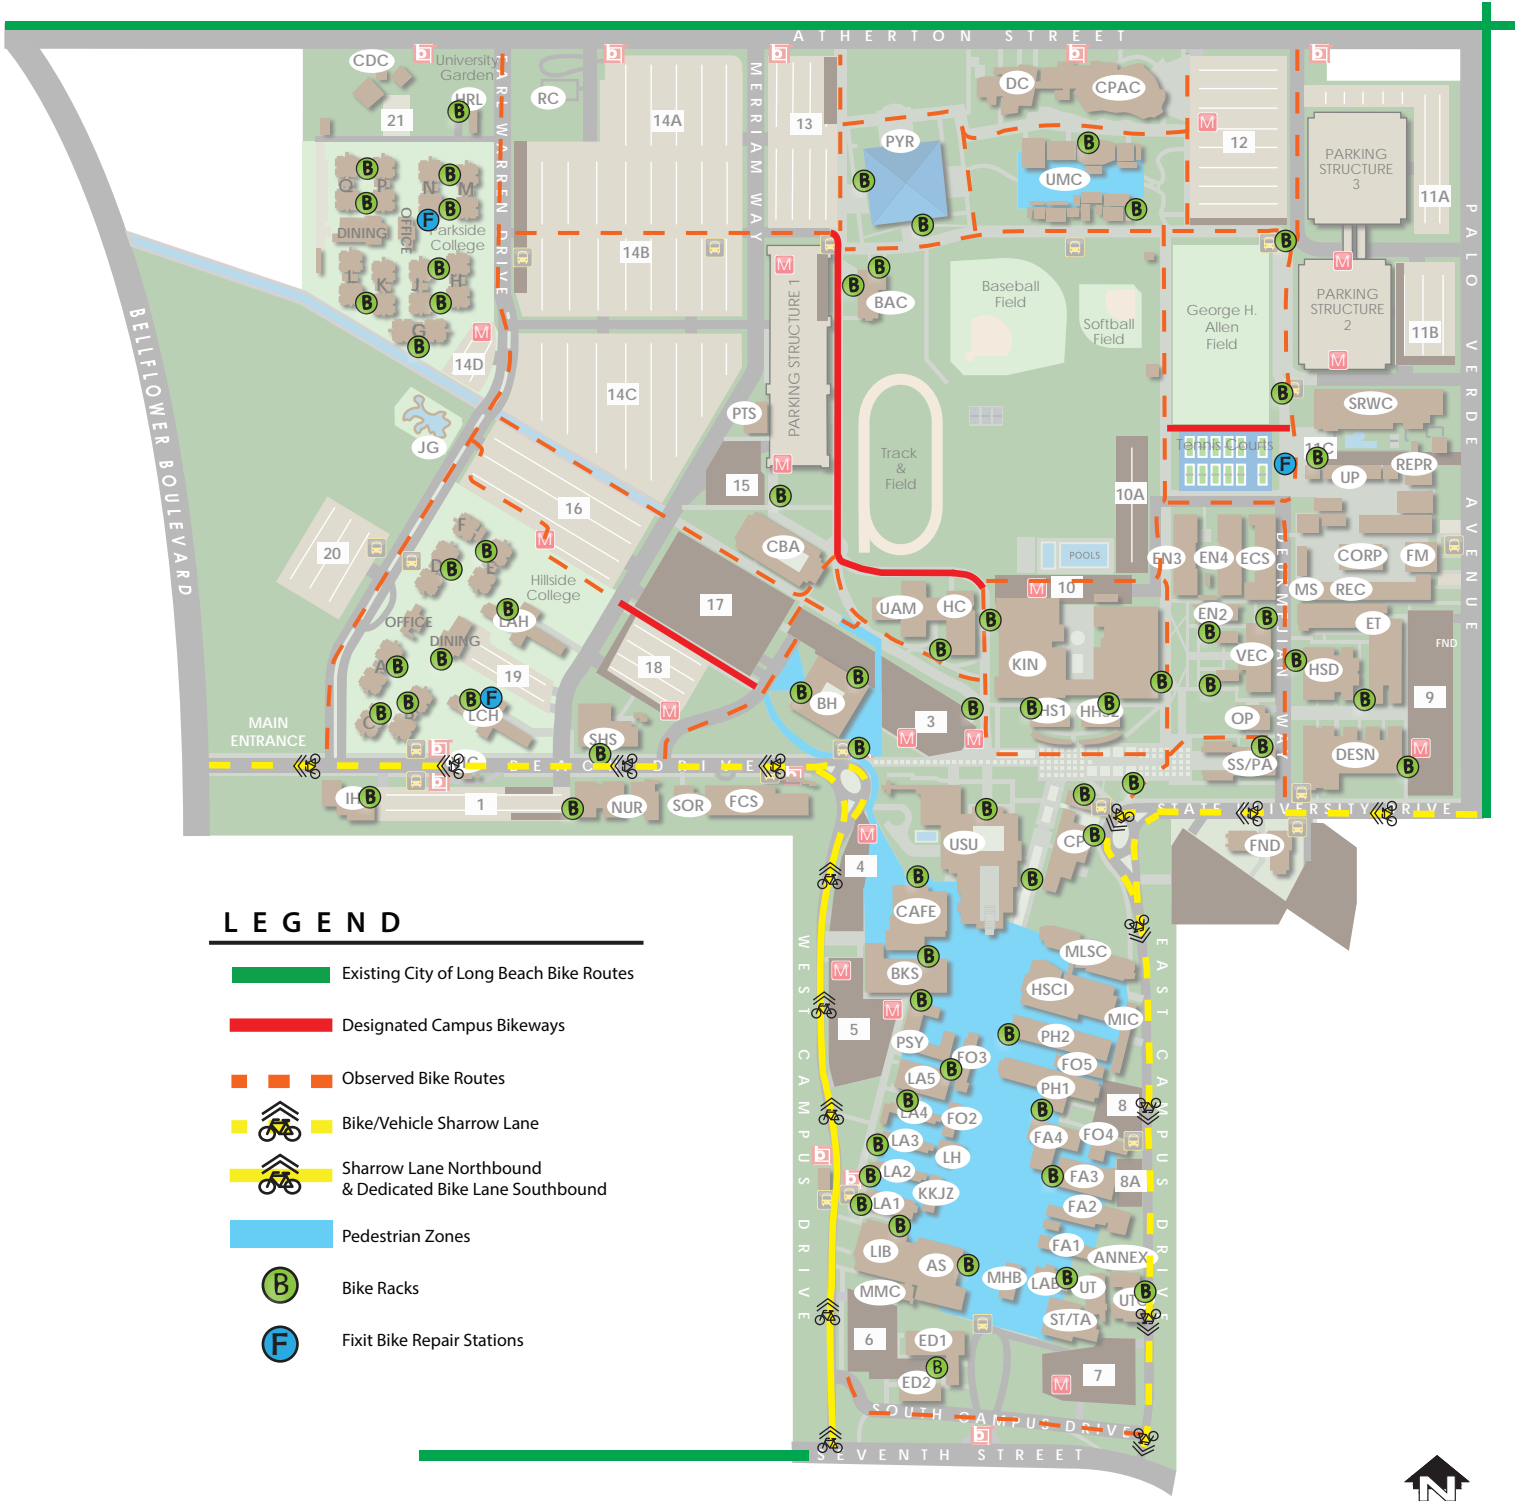 ATHERTON STREET
CDC
University
Garden
HRL
RC
21
14A
13
DC
CPAC
12
PARKING
STRUCTURE
3
11A
PYR
UMC
EARL WARREN DRIVE
MERRIAM WAY
PALO VERDE AVENUE
BELLFLOWER BOULEVARD
Q
P
N
M
OFFICE
DINING
Parkside
College
L
K
J
H
G
14B
14D
14C
PARKING STRUCTURE 1
BAC
Baseball
Field
Softball
Field
George H.
Allen
Field
PARKING
STRUCTURE
2
11B
JG
PTS
SRWC
Track
&
Field
Tennis Courts
11C
UP
REPR
15
10A
16
20
CBA
POOLS
EN3
EN4
ECS
DEUKMEJIAN WAY
CORP
FM
MS
REC
F
D
E
Hillside
College
LAH
17
UAM
HC
10
EN2
ET
OFFICE
DINING
FND
VEC
HSD
A
B
19
18
KIN
LCH
BH
3
HS1
HHS2
OP
9
MAIN
ENTRANCE
SHS
SS/PA
DESN
BEACH DRIVE
STATE UNIVERSITY DRIVE
IH
1
NUR
SOR
FCS
USU
CP
FND
4
CAFE
MLSC
BKS
HSCI
MIC
5
PSY
PH2
FO3
FO5
LA5
PH1
8
LA4
FO2
FA4
FO4
LA3
LH
LA2
FA3
8A
KKJZ
LA1
FA2
FA1
ANNEX
LIB
AS
MHB
LAB
UT
UTC
MMC
ST/TA
6
ED1
ED2
7
WEST CAMPUS DRIVE
EAST CAMPUS DRIVE
SOUTH CAMPUS DRIVE
SEVENTH STREET
LEGEND
Existing City of Long Beach Bike Routes
Designated Campus Bikeways
Observed Bike Routes
Bike/Vehicle Sharrow Lane
Sharrow Lane Northbound
& Dedicated Bike Lane Southbound
Pedestrian Zones
B
Bike Racks
F
Fixit Bike Repair Stations
N